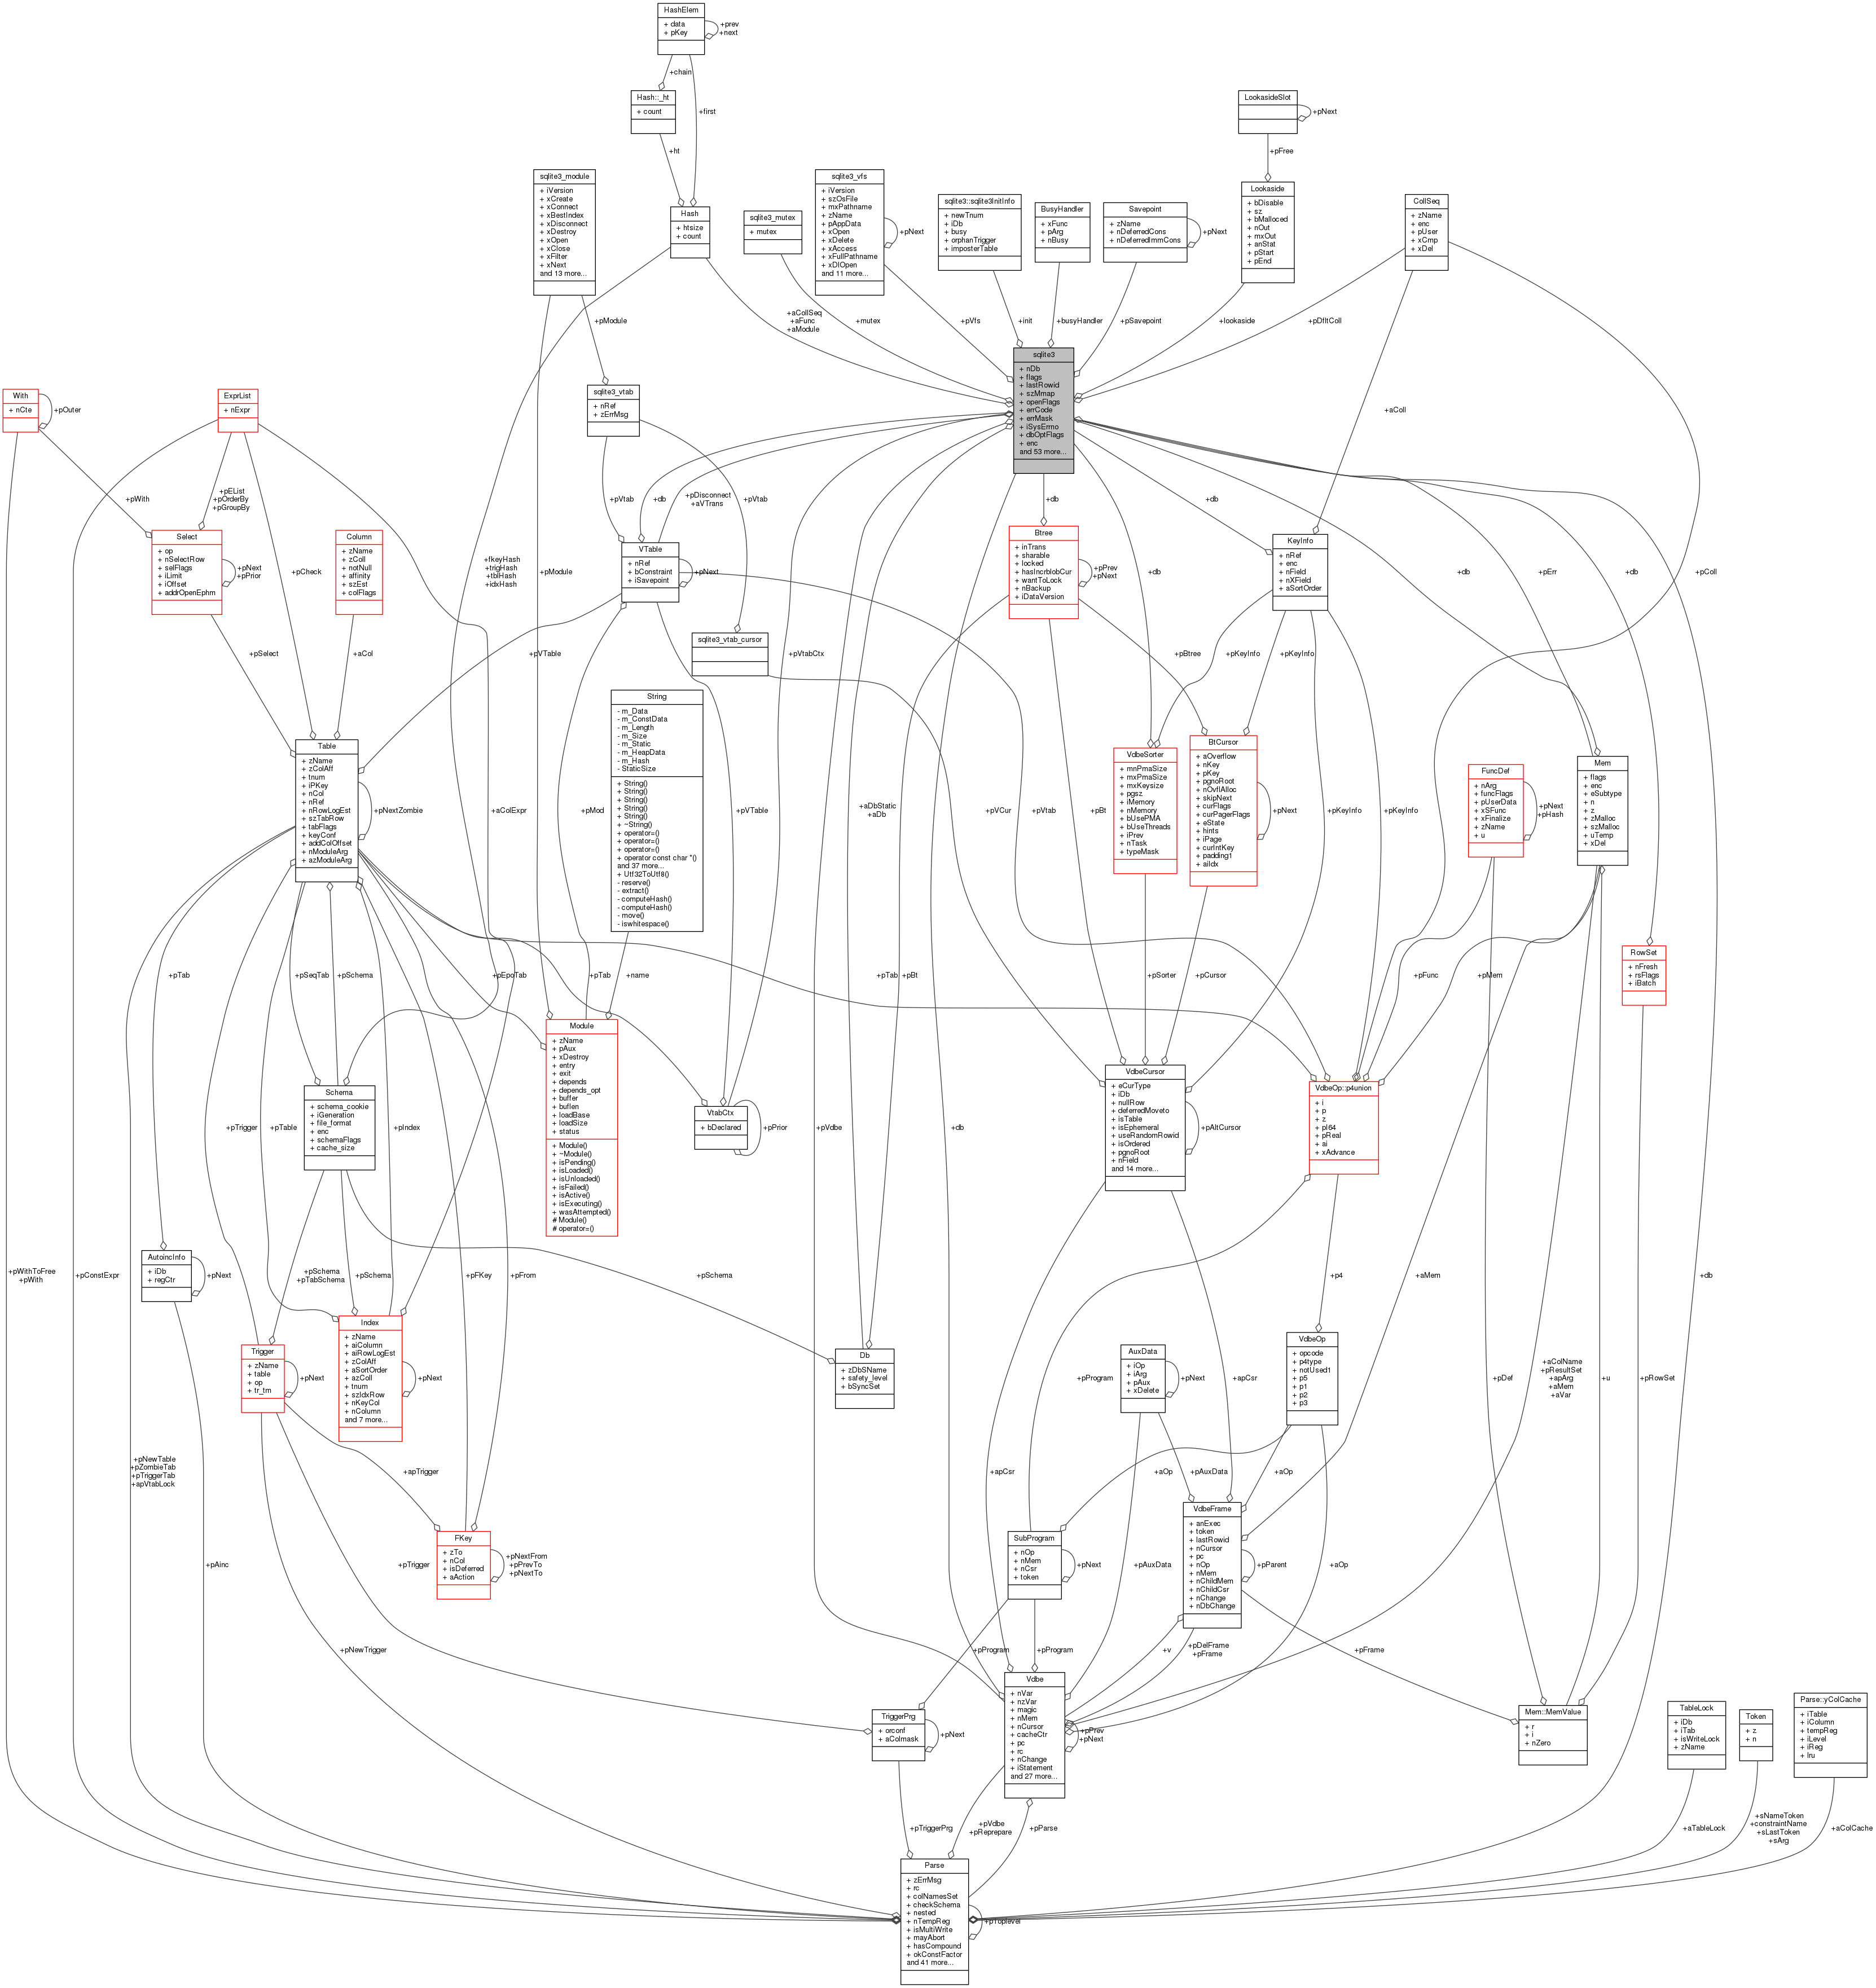 HashElem
+ data
+ pKey
+prev
+next
+chain
+first
Hash::_ht
+ count
+ht
LookasideSlot
+pNext
+pFree
sqlite3_module
+ iVersion
+ xCreate
+ xConnect
+ xBestIndex
+ xDisconnect
+ xDestroy
+ xOpen
+ xClose
+ xFilter
+ xNext
and 13 more...
Hash
+ htsize
+ count
sqlite3_mutex
+ mutex
sqlite3_vfs
+ iVersion
+ szOsFile
+ mxPathname
+ zName
+ pAppData
+ xOpen
+ xDelete
+ xAccess
+ xFullPathname
+ xDlOpen
and 11 more...
+pNext
sqlite3::sqlite3InitInfo
+ newTnum
+ iDb
+ busy
+ orphanTrigger
+ imposterTable
BusyHandler
+ xFunc
+ pArg
+ nBusy
Savepoint
+ zName
+ nDeferredCons
+ nDeferredImmCons
+pNext
Lookaside
+ bDisable
+ sz
+ bMalloced
+ nOut
+ mxOut
+ anStat
+ pStart
+ pEnd
CollSeq
+ zName
+ enc
+ pUser
+ xCmp
+ xDel
+pModule
+aCollSeq
+aFunc
+aModule
+mutex
+pVfs
+init
+busyHandler
+pSavepoint
+lookaside
+pDfltColl
sqlite3
+ nDb
+ flags
+ lastRowid
+ szMmap
+ openFlags
+ errCode
+ errMask
+ iSysErrno
+ dbOptFlags
+ enc
and 53 more...
With
+ nCte
+pOuter
ExprList
+ nExpr
sqlite3_vtab
+ nRef
+ zErrMsg
+aColl
+pWith
+pEList
+pOrderBy
+pGroupBy
+pVtab
+db
+pDisconnect
+aVTrans
+pVtab
+db
+db
Select
+ op
+ nSelectRow
+ selFlags
+ iLimit
+ iOffset
+ addrOpenEphm
+pNext
+pPrior
+pCheck
Column
+ zName
+ zColl
+ notNull
+ affinity
+ szEst
+ colFlags
+fkeyHash
+trigHash
+tblHash
+idxHash
+pModule
VTable
+ nRef
+ bConstraint
+ iSavepoint
+pNext
Btree
+ inTrans
+ sharable
+ locked
+ hasIncrblobCur
+ wantToLock
+ nBackup
+ iDataVersion
+pPrev
+pNext
+db
KeyInfo
+ nRef
+ enc
+ nField
+ nXField
+ aSortOrder
+db
+pErr
+db
+pColl
+pSelect
+aCol
+pVTable
sqlite3_vtab_cursor
+pVtabCtx
+pBtree
+pKeyInfo
+pKeyInfo
Table
+ zName
+ zColAff
+ tnum
+ iPKey
+ nCol
+ nRef
+ nRowLogEst
+ szTabRow
+ tabFlags
+ keyConf
+ addColOffset
+ nModuleArg
+ azModuleArg
+pNextZombie
+aColExpr
String
- m_Data
- m_ConstData
- m_Length
- m_Size
- m_Static
- m_HeapData
- m_Hash
- StaticSize
+ String()
+ String()
+ String()
+ String()
+ String()
+ ~String()
+ operator=()
+ operator=()
+ operator=()
+ operator const char *()
and 37 more...
+ Utf32ToUtf8()
- reserve()
- extract()
- computeHash()
- computeHash()
- move()
- iswhitespace()
+pMod
+pVTable
+aDbStatic
+aDb
+pVCur
+pVtab
+pBt
VdbeSorter
+ mnPmaSize
+ mxPmaSize
+ mxKeysize
+ pgsz
+ iMemory
+ nMemory
+ bUsePMA
+ bUseThreads
+ iPrev
+ nTask
+ typeMask
BtCursor
+ aOverflow
+ nKey
+ pKey
+ pgnoRoot
+ nOvflAlloc
+ skipNext
+ curFlags
+ curPagerFlags
+ eState
+ hints
+ iPage
+ curIntKey
+ padding1
+ aiIdx
+pNext
+pKeyInfo
+pKeyInfo
FuncDef
+ nArg
+ funcFlags
+ pUserData
+ xSFunc
+ xFinalize
+ zName
+ u
+pNext
+pHash
Mem
+ flags
+ enc
+ eSubtype
+ n
+ z
+ zMalloc
+ szMalloc
+ uTemp
+ xDel
RowSet
+ nFresh
+ rsFlags
+ iBatch
+pTab
+pSeqTab
+pSchema
+pEpoTab
+pTab
+name
+pTab
+pBt
+pSorter
+pCursor
+pFunc
+pMem
Module
+ zName
+ pAux
+ xDestroy
+ entry
+ exit
+ depends
+ depends_opt
+ buffer
+ buflen
+ loadBase
+ loadSize
+ status
+ Module()
+ ~Module()
+ isPending()
+ isLoaded()
+ isUnloaded()
+ isFailed()
+ isActive()
+ isExecuting()
+ wasAttempted()
# Module()
# operator=()
Schema
+ schema_cookie
+ iGeneration
+ file_format
+ enc
+ schemaFlags
+ cache_size
VtabCtx
+ bDeclared
+pPrior
VdbeCursor
+ eCurType
+ iDb
+ nullRow
+ deferredMoveto
+ isTable
+ isEphemeral
+ useRandomRowid
+ isOrdered
+ pgnoRoot
+ nField
and 14 more...
+pAltCursor
VdbeOp::p4union
+ i
+ p
+ z
+ pI64
+ pReal
+ ai
+ xAdvance
+pTrigger
+pTable
+pIndex
+pVdbe
+db
AutoincInfo
+ iDb
+ regCtr
+pNext
+pWithToFree
+pWith
+pConstExpr
+pSchema
+pTabSchema
+pSchema
+pFKey
+pFrom
+pSchema
+p4
+aMem
+db
Trigger
+ zName
+ table
+ op
+ tr_tm
+pNext
Index
+ zName
+ aiColumn
+ aiRowLogEst
+ zColAff
+ aSortOrder
+ azColl
+ tnum
+ szIdxRow
+ nKeyCol
+ nColumn
and 7 more...
+pNext
Db
+ zDbSName
+ safety_level
+ bSyncSet
+pProgram
AuxData
+ iOp
+ iArg
+ pAux
+ xDelete
+pNext
+apCsr
VdbeOp
+ opcode
+ p4type
+ notUsed1
+ p5
+ p1
+ p2
+ p3
+pDef
+aColName
+pResultSet
+apArg
+aMem
+aVar
+u
+pRowSet
+pNewTable
+pZombieTab
+pTriggerTab
+apVtabLock
+apTrigger
+apCsr
+aOp
+pAuxData
+aOp
FKey
+ zTo
+ nCol
+ isDeferred
+ aAction
+pNextFrom
+pPrevTo
+pNextTo
SubProgram
+ nOp
+ nMem
+ nCsr
+ token
+pNext
VdbeFrame
+ anExec
+ token
+ lastRowid
+ nCursor
+ pc
+ nOp
+ nMem
+ nChildMem
+ nChildCsr
+ nChange
+ nDbChange
+pParent
+pAinc
+pTrigger
+pAuxData
+aOp
+pNewTrigger
+pProgram
+pProgram
+v
+pDelFrame
+pFrame
+pFrame
TriggerPrg
+ orconf
+ aColmask
+pNext
Vdbe
+ nVar
+ nzVar
+ magic
+ nMem
+ nCursor
+ cacheCtr
+ pc
+ rc
+ nChange
+ iStatement
and 27 more...
+pPrev
+pNext
Mem::MemValue
+ r
+ i
+ nZero
TableLock
+ iDb
+ iTab
+ isWriteLock
+ zName
Token
+ z
+ n
Parse::yColCache
+ iTable
+ iColumn
+ tempReg
+ iLevel
+ iReg
+ lru
+pTriggerPrg
+pVdbe
+pReprepare
+pParse
+aTableLock
+sNameToken
+constraintName
+sLastToken
+sArg
+aColCache
Parse
+ zErrMsg
+ rc
+ colNamesSet
+ checkSchema
+ nested
+ nTempReg
+ isMultiWrite
+ mayAbort
+ hasCompound
+ okConstFactor
and 41 more...
+pToplevel